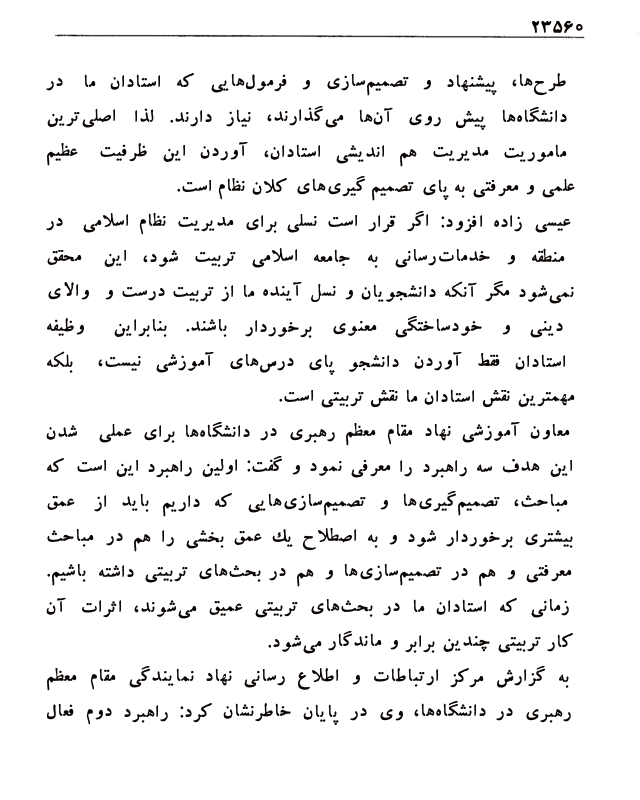 ۲۳۵۶۰
طرح‌ها، پیشنهاد و تصمیم‌سازی و فرمول‌هایی که استادان ما در
دانشگاه‌ها پیش روی آن‌ها می‌گذارند، نیاز دارند. لذا اصلی‌ترین
ماموریت مدیریت هم اندیشی استادان، آوردن این ظرفیت عظیم
علمی و معرفتی به پای تصمیم گیری‌های کلان نظام است.
عیسی زاده افزود: اگر قرار است نسلی برای مدیریت نظام اسلامی در
منطقه و خدمات‌رسانی به جامعه اسلامی تربیت شود، این محقق
نمی‌شود مگر آنکه دانشجویان و نسل آینده ما از تربیت درست و والای
دینی و خودساختگی معنوی برخوردار باشند. بنابراین وظیفه
استادان فقط آوردن دانشجو پای درس‌های آموزشی نیست، بلکه
مهمترین نقش استادان ما نقش تربیتی است.
معاون آموزشی نهاد مقام معظم رهبری در دانشگاه‌ها برای عملی شدن
این هدف سه راهبرد را معرفی نمود و گفت: اولین راهبرد این است که
مباحث، تصمیم‌گیری‌ها و تصمیم‌سازی‌هایی که داریم باید از عمق
بیشتری برخوردار شود و به اصطلاح یك عمق بخشی را هم در مباحث
معرفتی و هم در تصمیم‌سازی‌ها و هم در بحث‌های تربیتی داشته باشیم.
زمانی که استادان ما در بحث‌های تربیتی عمیق می‌شوند، اثرات آن
کار تربیتی چندین برابر و ماندگار می‌شود.
به گزارش مرکز ارتباطات و اطلاع رسانی نهاد نمایندگی مقام معظم
رهبری در دانشگاه‌ها، وی در پایان خاطرنشان کرد: راهبرد دوم فعال